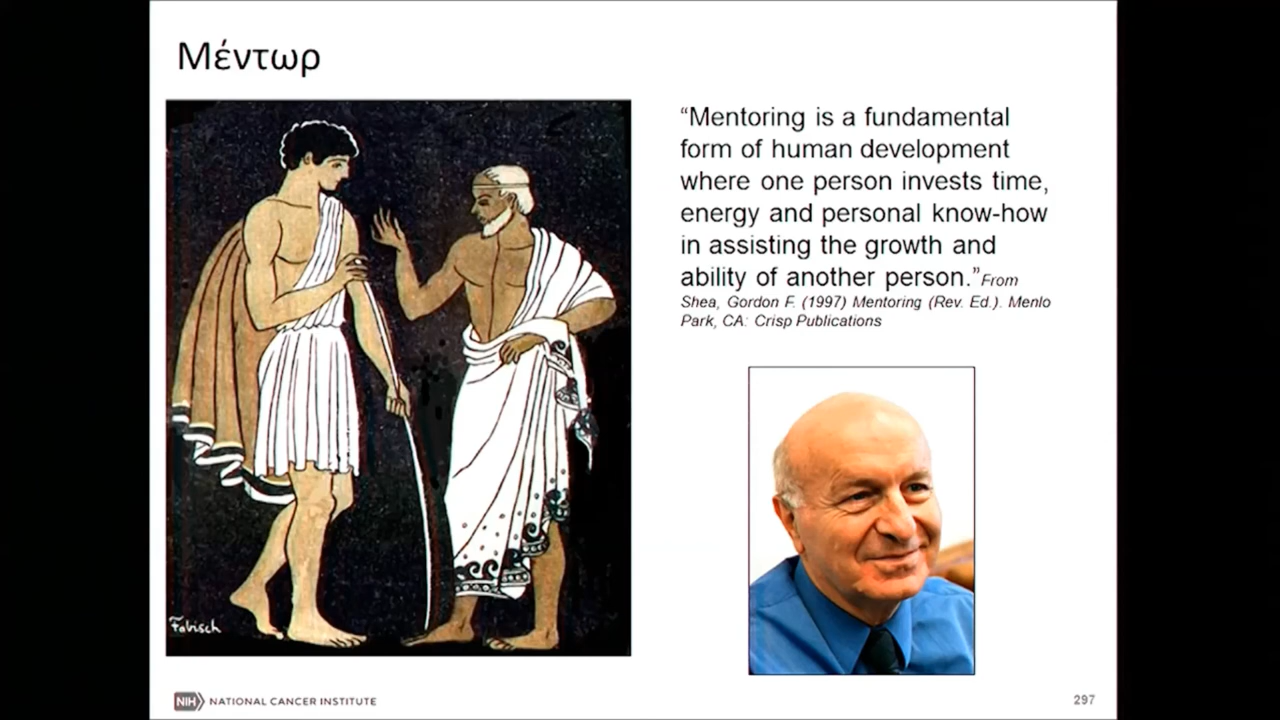 Μέντωρ
“Mentoring is a fundamental
form of human development
where one person invests time,
energy and personal know-how
in assisting the growth and
ability of another person.”From
Shea, Gordon F. (1997) Mentoring (Rev. Ed.). Menlo
Park, CA: Crisp Publications
Fabisch
NIH NATIONAL CANCER INSTITUTE
297